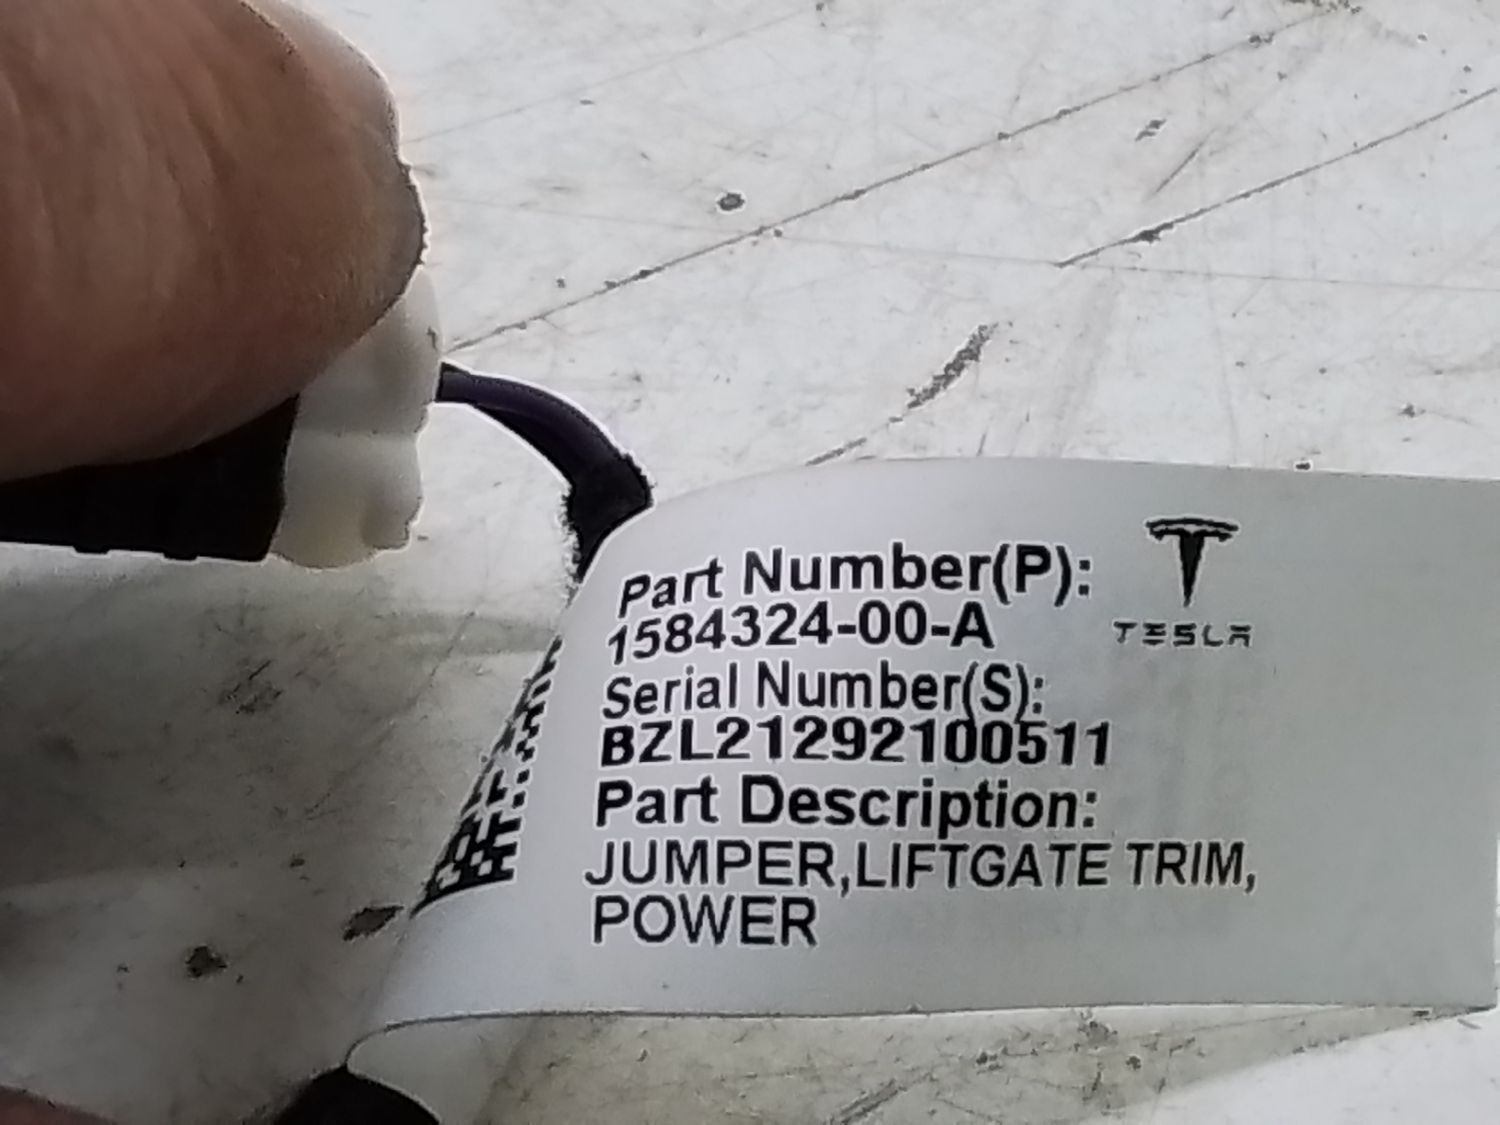 Part Number(P):
1584324-00-A
TESLA
Serial Number(S):
BZL21292100511
Part Description:
JUMPER,LIFTGATE TRIM,
POWER